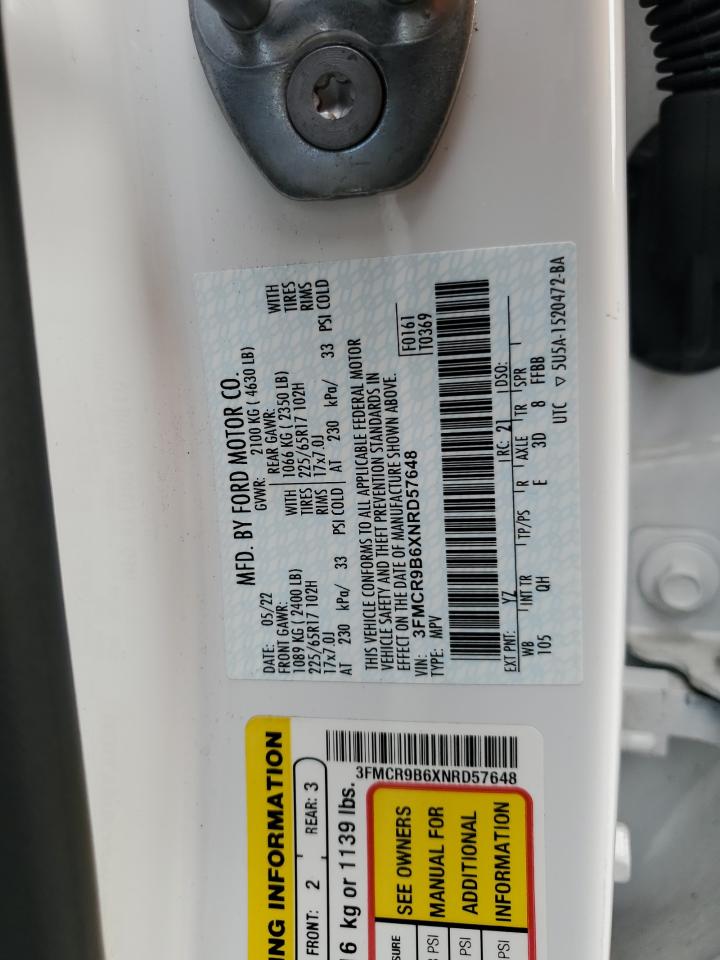 MFD. BY FORD MOTOR CO.
DATE: 05/22
GVWR: 2100 KG ( 4630 LB)
FRONT GAWR:
REAR GAWR:
1089 KG ( 2400 LB) WITH
1066 KG ( 2350 LB) WITH
225/65R17 102H TIRES
225/65R17 102H TIRES
17x7.0J RIMS
17x7.0J RIMS
AT 230 kPa/ 33 PSI COLD
AT 230 kPa/ 33 PSI COLD
THIS VEHICLE CONFORMS TO ALL APPLICABLE FEDERAL MOTOR
VEHICLE SAFETY AND THEFT PREVENTION STANDARDS IN
EFFECT ON THE DATE OF MANUFACTURE SHOWN ABOVE.
VIN: 3FMCR9B6XNRD57648
TYPE: MPV
F0161
T0369
EXT PNT: YZ RC: 21 DSO:
WB INT TR TP/PS R AXLE TR SPR
105 QH E 3D 8 FFBB
UTC ▽ 5U5A-1520472-BA
NG INFORMATION
FRONT: 2 REAR: 3
6 kg or 1139 lbs.
3FMCR9B6XNRD57648
SEE OWNERS
MANUAL FOR
ADDITIONAL
INFORMATION
SURE
PSI
PSI
PSI